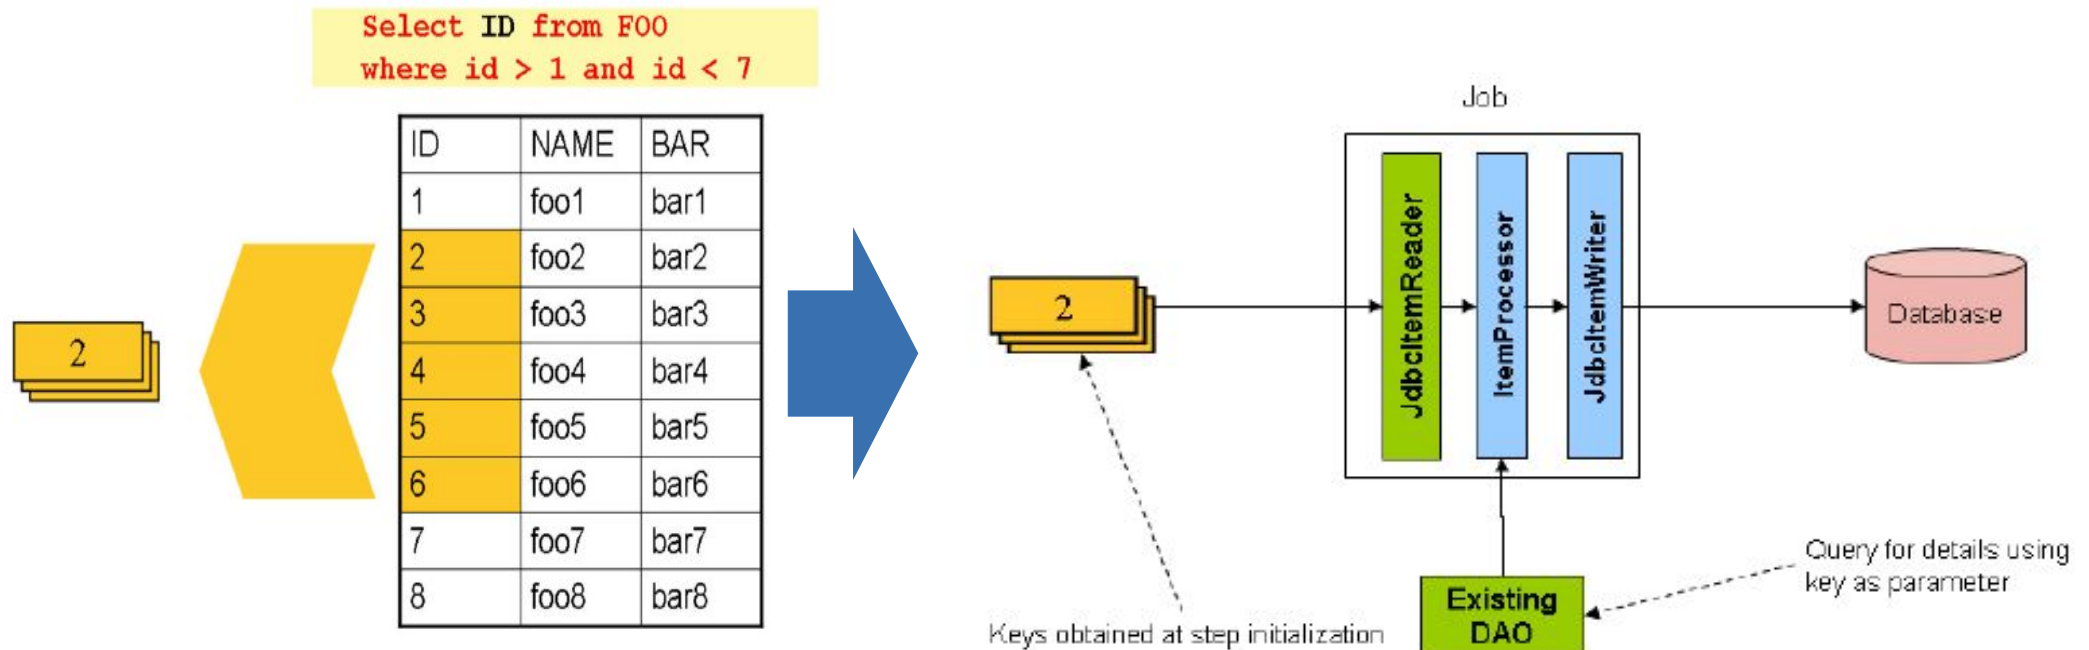 Select ID from FOO
where id > 1 and id < 7
ID NAME BAR
1 foo1 bar1
2 foo2 bar2
3 foo3 bar3
4 foo4 bar4
5 foo5 bar5
6 foo6 bar6
7 foo7 bar7
8 foo8 bar8
2
Job
2
JdbcItemReader
ItemProcessor
JdbcItemWriter
Database
Keys obtained at step initialization
Existing
DAO
Query for details using
key as parameter